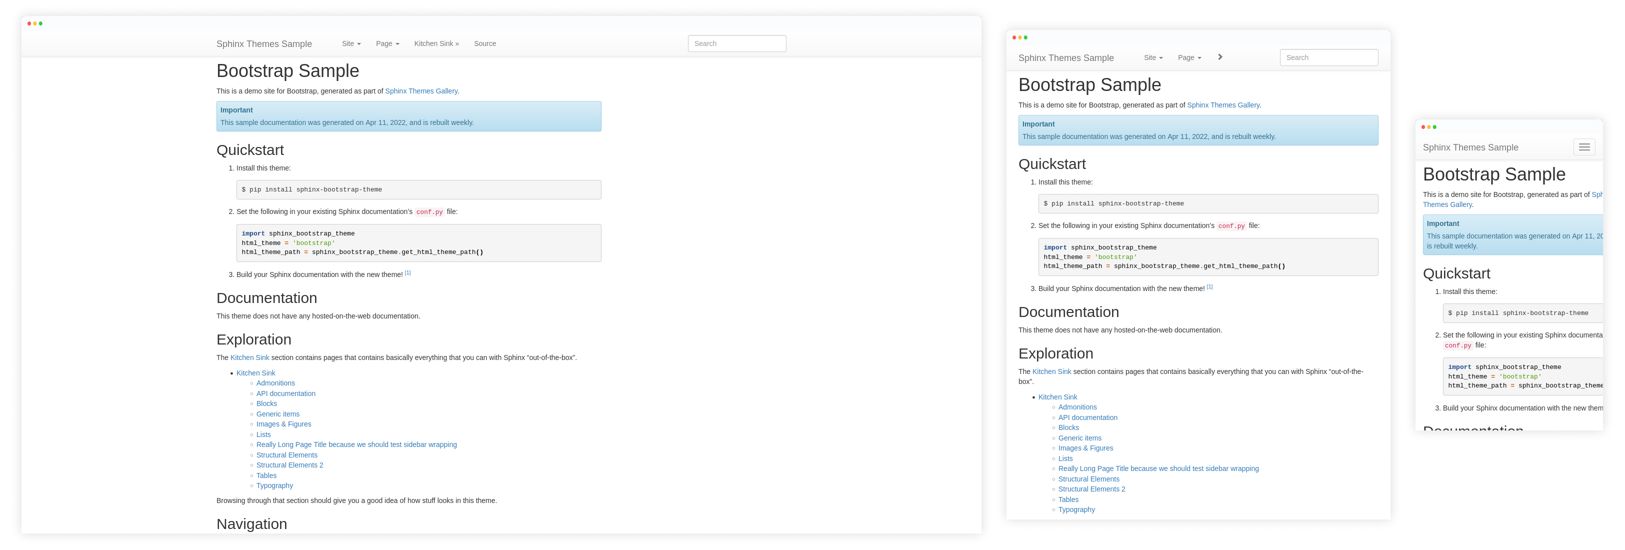 Sphinx Themes Sample
Site
Page
Kitchen Sink »
Source
Search
Bootstrap Sample
This is a demo site for Bootstrap, generated as part of Sphinx Themes Gallery.
Important
This sample documentation was generated on Apr 11, 2022, and is rebuilt weekly.
Quickstart
1. Install this theme:
$ pip install sphinx-bootstrap-theme
2. Set the following in your existing Sphinx documentation's conf.py file:
import sphinx_bootstrap_theme
html_theme = 'bootstrap'
html_theme_path = sphinx_bootstrap_theme.get_html_theme_path()
3. Build your Sphinx documentation with the new theme! [1]
Documentation
This theme does not have any hosted-on-the-web documentation.
Exploration
The Kitchen Sink section contains pages that contains basically everything that you can with Sphinx “out-of-the-box”.
Kitchen Sink
Admonitions
API documentation
Blocks
Generic items
Images & Figures
Lists
Really Long Page Title because we should test sidebar wrapping
Structural Elements
Structural Elements 2
Tables
Typography
Browsing through that section should give you a good idea of how stuff looks in this theme.
Navigation
Sphinx Themes Sample
Site
Page
Search
Bootstrap Sample
This is a demo site for Bootstrap, generated as part of Sphinx Themes Gallery.
Important
This sample documentation was generated on Apr 11, 2022, and is rebuilt weekly.
Quickstart
1. Install this theme:
$ pip install sphinx-bootstrap-theme
2. Set the following in your existing Sphinx documentation's conf.py file:
import sphinx_bootstrap_theme
html_theme = 'bootstrap'
html_theme_path = sphinx_bootstrap_theme.get_html_theme_path()
3. Build your Sphinx documentation with the new theme! [1]
Documentation
This theme does not have any hosted-on-the-web documentation.
Exploration
The Kitchen Sink section contains pages that contains basically everything that you can with Sphinx “out-of-the-
box”.
Kitchen Sink
Admonitions
API documentation
Blocks
Generic items
Images & Figures
Lists
Really Long Page Title because we should test sidebar wrapping
Structural Elements
Structural Elements 2
Tables
Typography
Sphinx Themes Sample
Bootstrap Sample
This is a demo site for Bootstrap, generated as part of Sph
Themes Gallery.
Important
This sample documentation was generated on Apr 11, 20
is rebuilt weekly.
Quickstart
1. Install this theme:
$ pip install sphinx-bootstrap-theme
2. Set the following in your existing Sphinx documenta
conf.py file:
import sphinx_bootstrap_theme
html_theme = 'bootstrap'
html_theme_path = sphinx_bootstrap_theme
3. Build your Sphinx documentation with the new them
Documentation